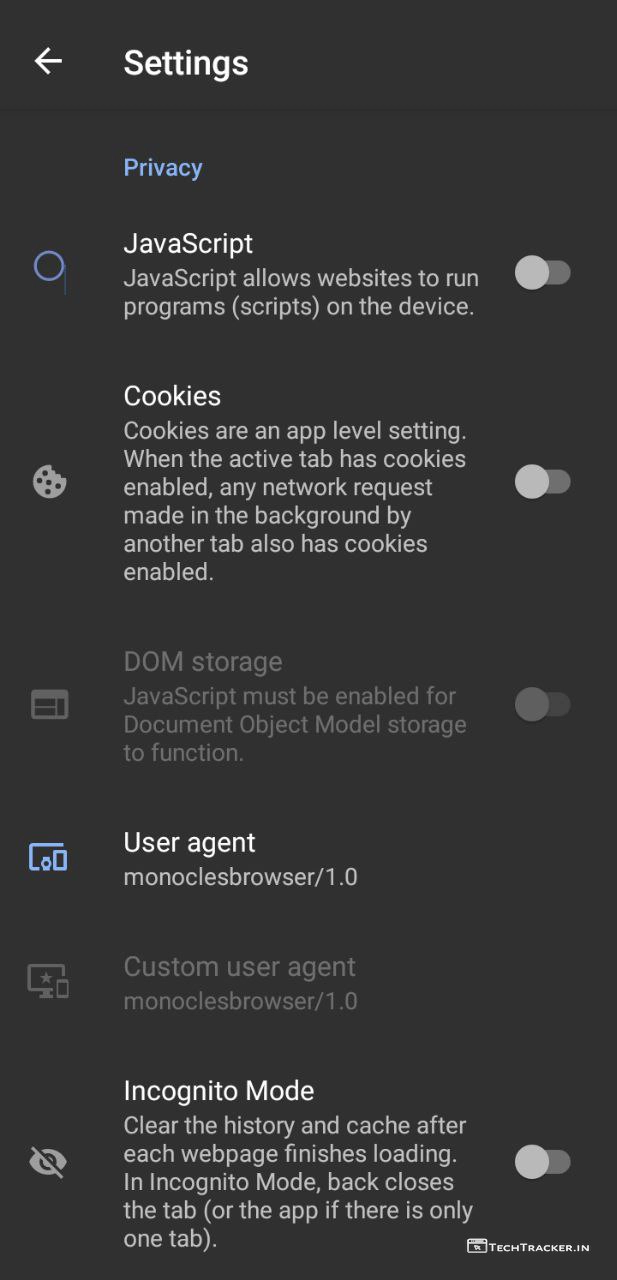 Settings
Privacy
JavaScript
JavaScript allows websites to run
programs (scripts) on the device.
Cookies
Cookies are an app level setting.
When the active tab has cookies
enabled, any network request
made in the background by
another tab also has cookies
enabled.
DOM storage
JavaScript must be enabled for
Document Object Model storage
to function.
User agent
monoclesbrowser/1.0
Custom user agent
monoclesbrowser/1.0
Incognito Mode
Clear the history and cache after
each webpage finishes loading.
In Incognito Mode, back closes
the tab (or the app if there is only
one tab).
TECHTRACKER.IN